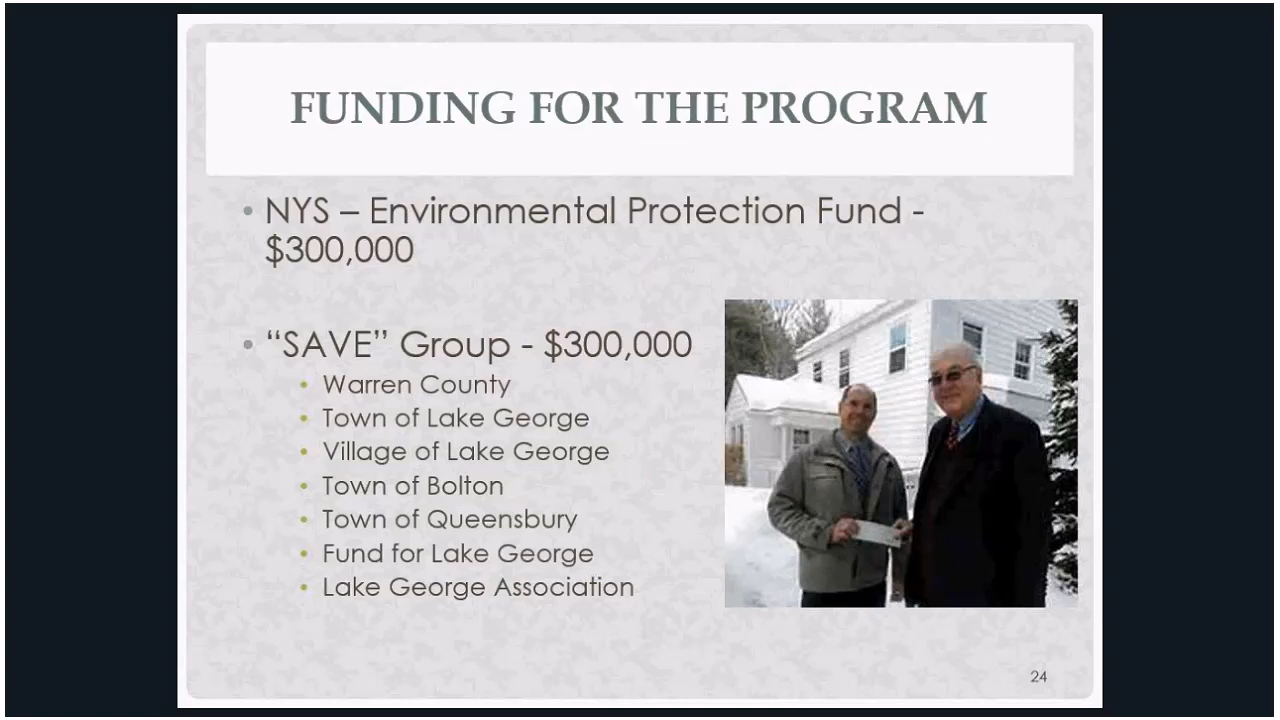 FUNDING FOR THE PROGRAM
• NYS – Environmental Protection Fund -
$300,000
• “SAVE” Group - $300,000
• Warren County
• Town of Lake George
• Village of Lake George
• Town of Bolton
• Town of Queensbury
• Fund for Lake George
• Lake George Association
24